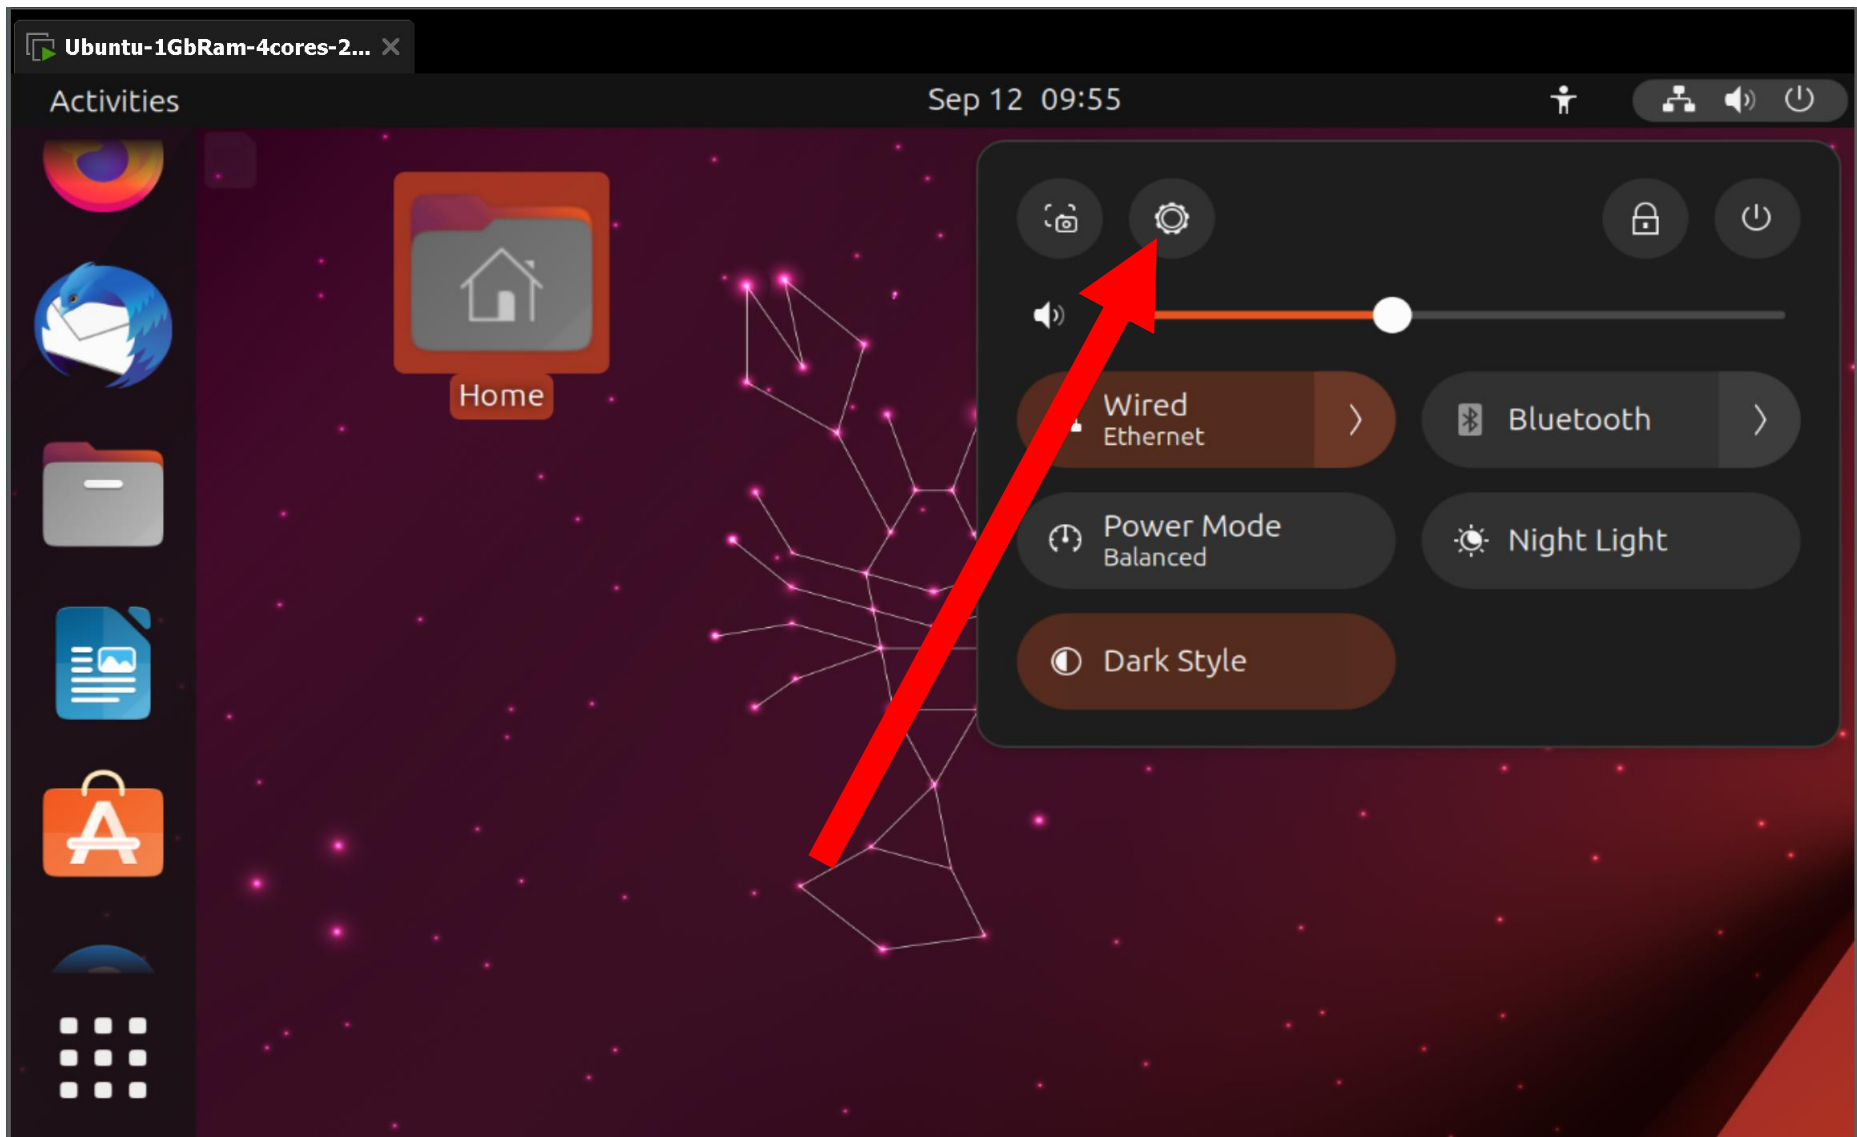 Ubuntu-1GbRam-4cores-2...
Activities
Sep 12 09:55
Home
Wired
Ethernet
Bluetooth
Power Mode
Balanced
Night Light
Dark Style